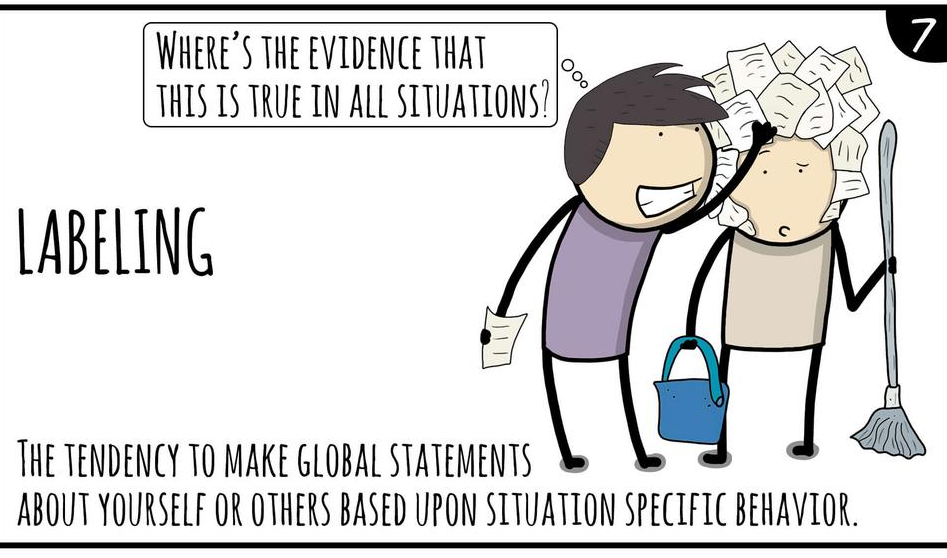 7
WHERE'S THE EVIDENCE THAT
THIS IS TRUE IN ALL SITUATIONS?
LABELING
THE TENDENCY TO MAKE GLOBAL STATEMENTS
ABOUT YOURSELF OR OTHERS BASED UPON SITUATION SPECIFIC BEHAVIOR.